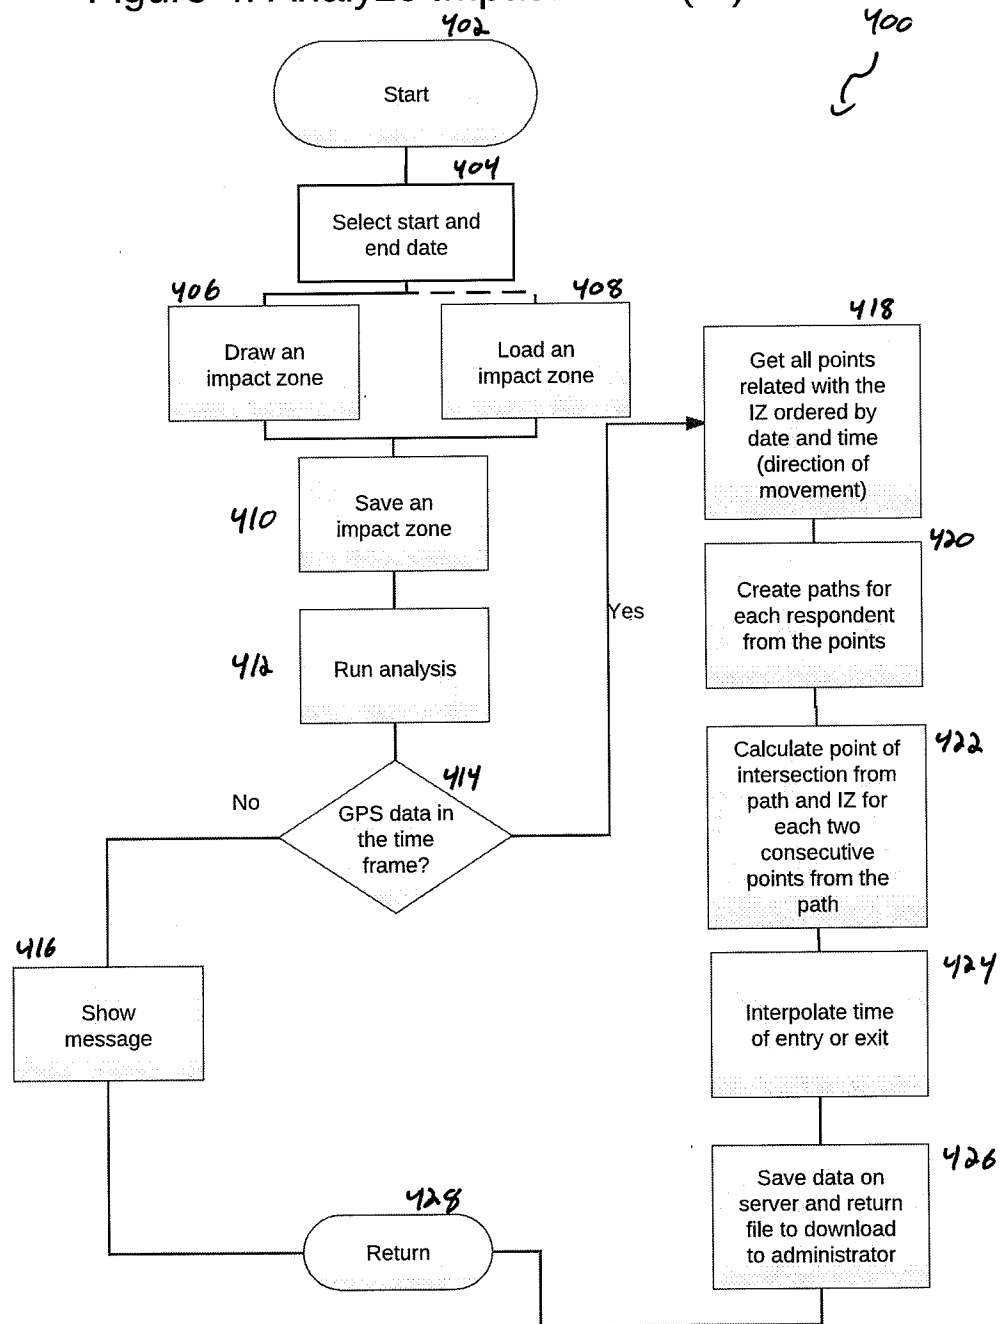 402
400
Start
404
Select start and
end date
406
408
Draw an
impact zone
Load an
impact zone
410
Save an
impact zone
412
Run analysis
414
GPS data in
the time
frame?
No
Yes
416
Show
message
418
Get all points
related with the
IZ ordered by
date and time
(direction of
movement)
420
Create paths for
each respondent
from the points
422
Calculate point of
intersection from
path and IZ for
each two
consecutive
points from the
path
424
Interpolate time
of entry or exit
426
Save data on
server and return
file to download
to administrator
428
Return